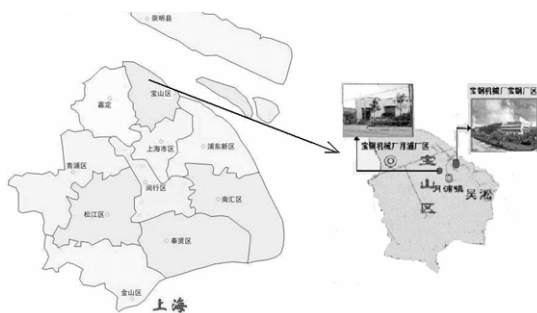 崇明县
宝山区
嘉定
上海市区
浦东新区
青浦区
闵行区
南汇区
松江区
奉贤区
金山区
上海
宝钢机械厂宝钢厂区
宝钢机械厂月浦厂区
宝山区
月浦镇
吴淞